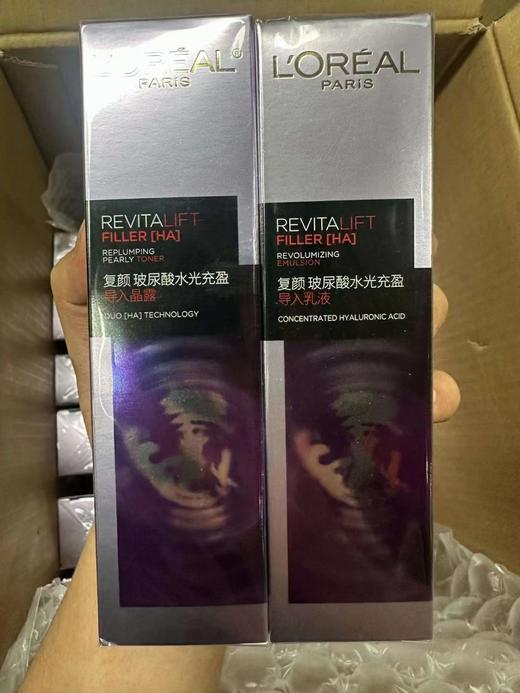 L'ORÉAL®
PARIS
REVITALIFT
FILLER [HA]
REPLUMPING
PEARLY TONER
复颜 玻尿酸水光充盈
导入晶露
DUO [HA] TECHNOLOGY
L'ORÉAL
PARIS
REVITALIFT
FILLER [HA]
REVOLUMIZING
EMULSION
复颜 玻尿酸水光充盈
导入乳液
CONCENTRATED HYALURONIC ACID